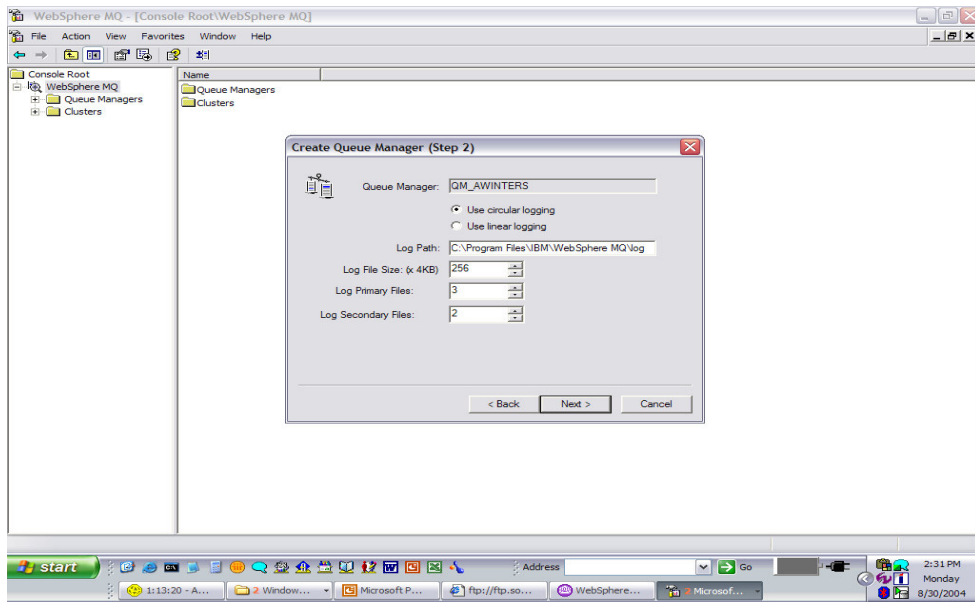 WebSphere MQ - [Console Root\WebSphere MQ]
File Action View Favorites Window Help
Console Root
WebSphere MQ
Queue Managers
Clusters
Name
Queue Managers
Clusters
Create Queue Manager (Step 2)
Queue Manager: QM_AWINTERS
Use circular logging
Use linear logging
Log Path: C:\Program Files\IBM\WebSphere MQ\log
Log File Size: (x 4KB) 256
Log Primary Files: 3
Log Secondary Files: 2
< Back Next > Cancel
start Address Go 2:31 PM
1:13:20 - A... 2 Window... Microsoft P... ftp://ftp.so... WebSphere... 2 Microsof... Monday
8/30/2004